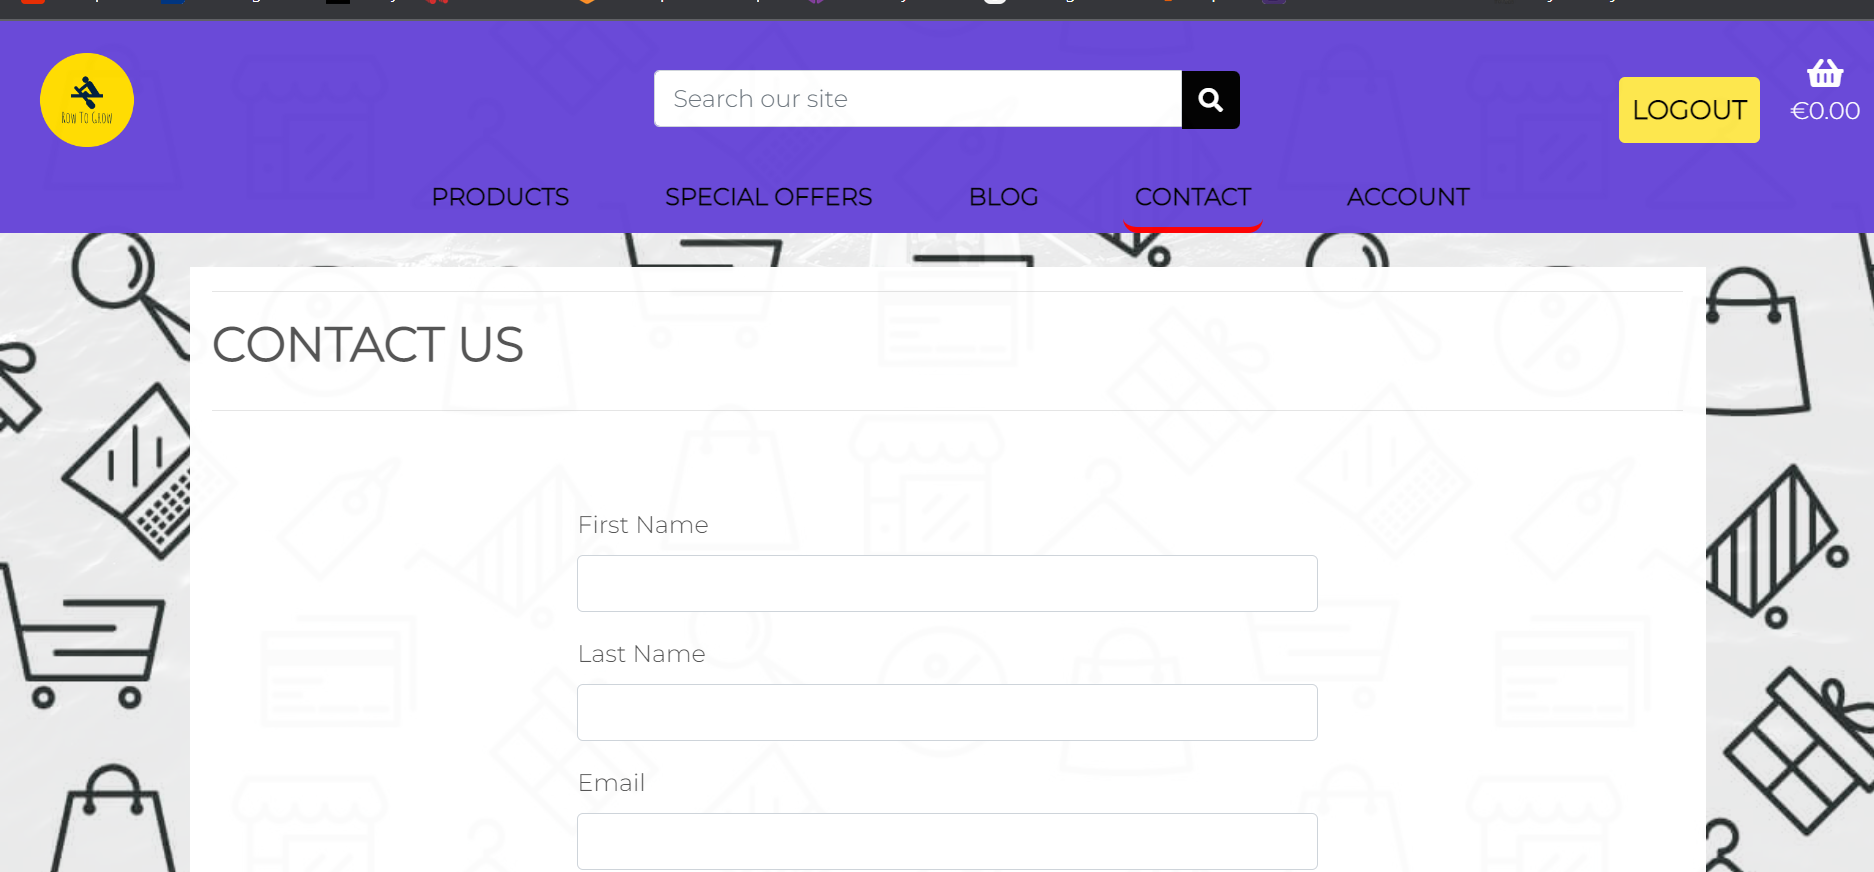 Row To Grow
Search our site
LOGOUT
€0.00
PRODUCTS
SPECIAL OFFERS
BLOG
CONTACT
ACCOUNT
CONTACT US
First Name
Last Name
Email